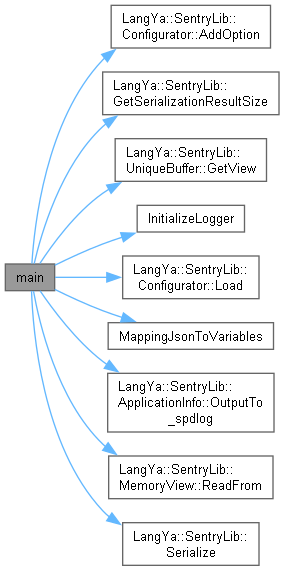 LangYa::SentryLib::
Configurator::AddOption
LangYa::SentryLib::
GetSerializationResultSize
LangYa::SentryLib::
UniqueBuffer::GetView
InitializeLogger
main
LangYa::SentryLib::
Configurator::Load
MappingJsonToVariables
LangYa::SentryLib::
ApplicationInfo::OutputTo
_spdlog
LangYa::SentryLib::
MemoryView::ReadFrom
LangYa::SentryLib::
Serialize